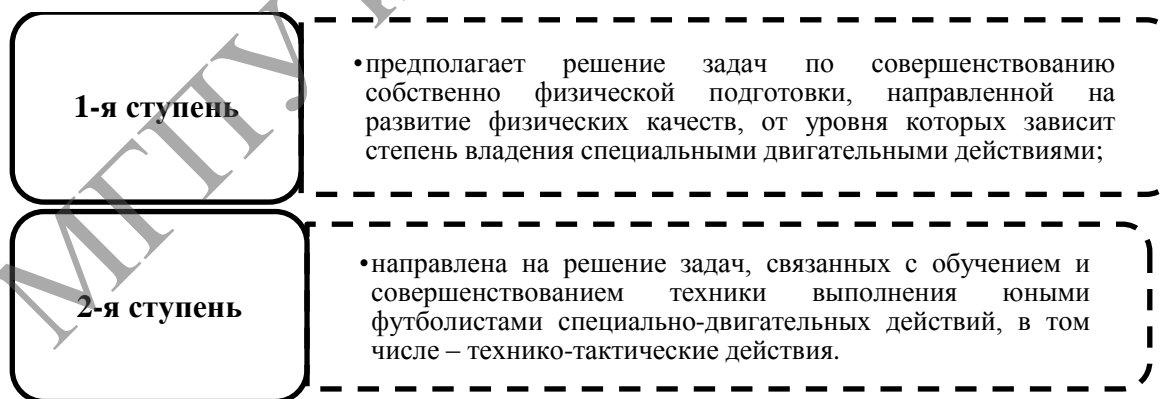 1-я ступень
•предполагает решение задач по совершенствованию
собственно физической подготовки, направленной на
развитие физических качеств, от уровня которых зависит
степень владения специальными двигательными действиями;
2-я ступень
•направлена на решение задач, связанных с обучением и
совершенствованием техники выполнения юными
футболистами специально-двигательных действий, в том
числе – технико-тактические действия.
МГПУ